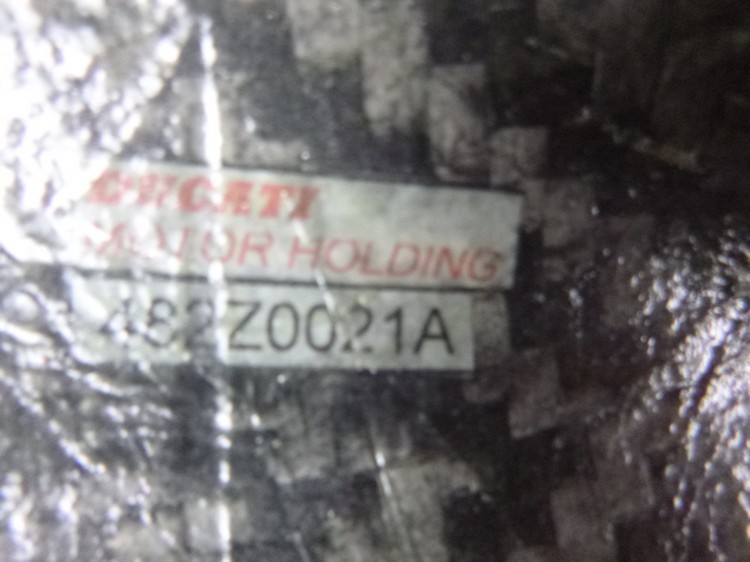 DUCATI
MOTOR HOLDING
482Z0021A